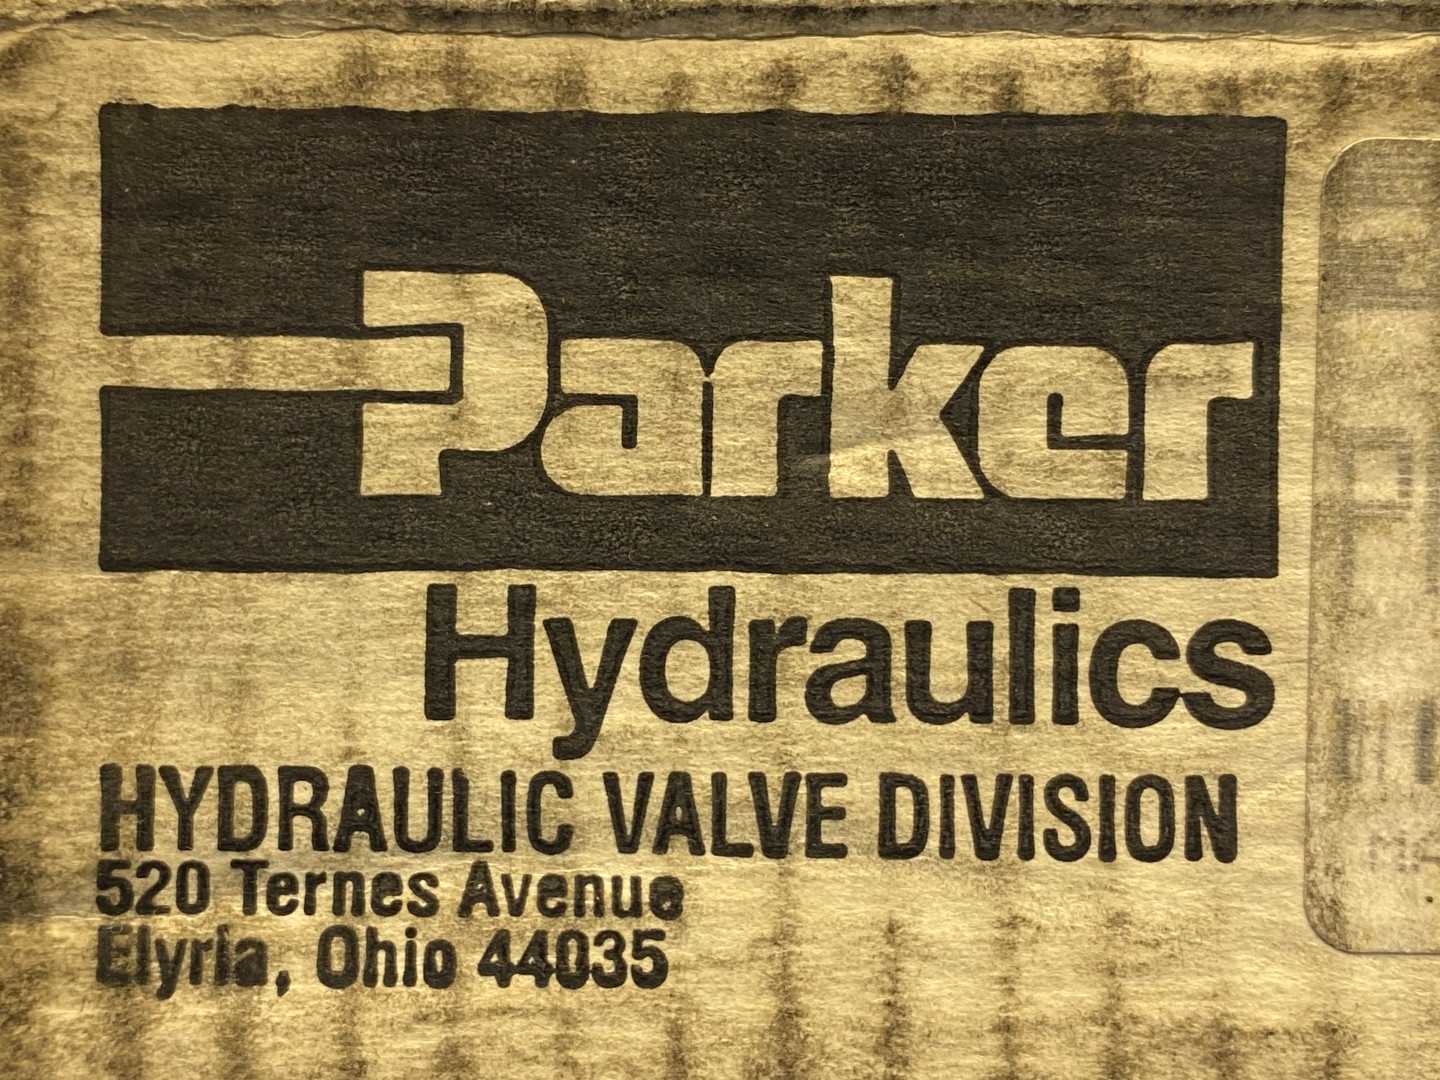 Parker
Hydraulics
HYDRAULIC VALVE DIVISION
520 Ternes Avenue
Elyria, Ohio 44035